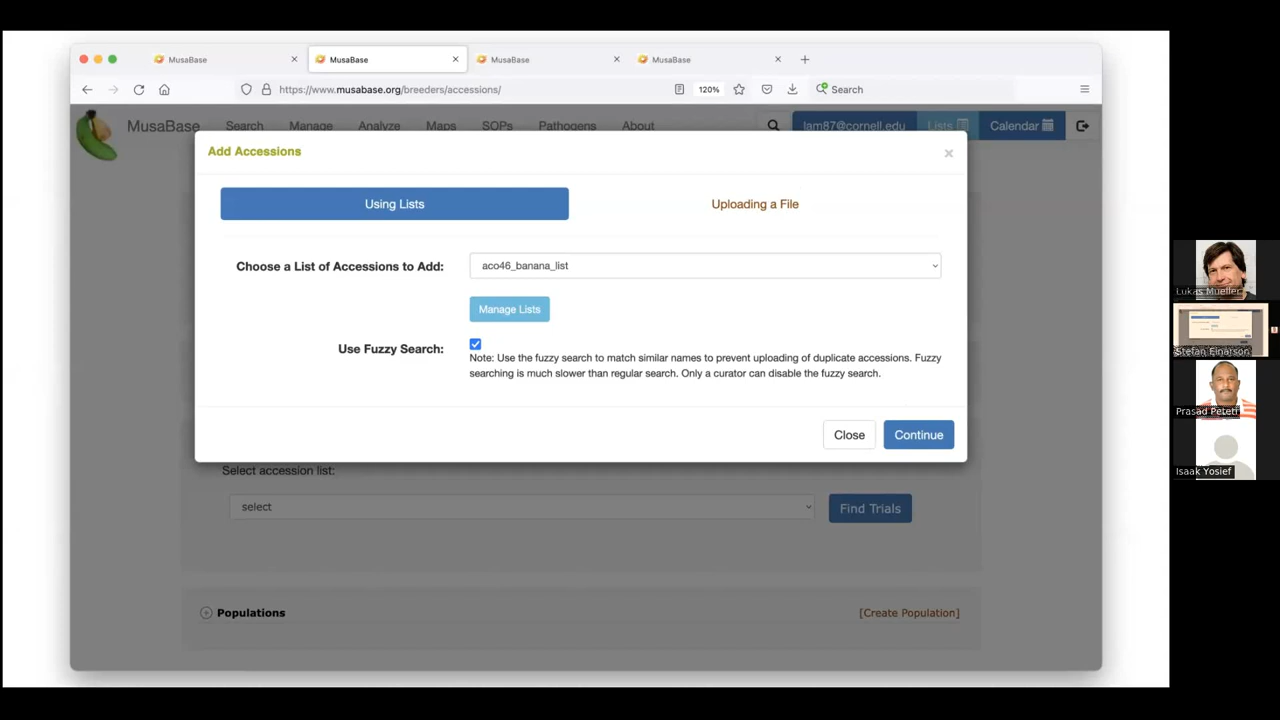 MusaBase
MusaBase
MusaBase
MusaBase
https://www.musabase.org/breeders/accessions/
120%
Search
MusaBase
Search
Manage
Analyze
Maps
SOPs
Pathogens
About
lam87@cornell.edu
Lists
Calendar
Add Accessions
Using Lists
Uploading a File
Choose a List of Accessions to Add:
aco46_banana_list
Manage Lists
Use Fuzzy Search:
Note: Use the fuzzy search to match similar names to prevent uploading of duplicate accessions. Fuzzy
searching is much slower than regular search. Only a curator can disable the fuzzy search.
Close
Continue
Select accession list:
select
Find Trials
Populations
[Create Population]
Lukas Mueller
Stefan Einarson
Prasad Peteti
Isaak Yosief